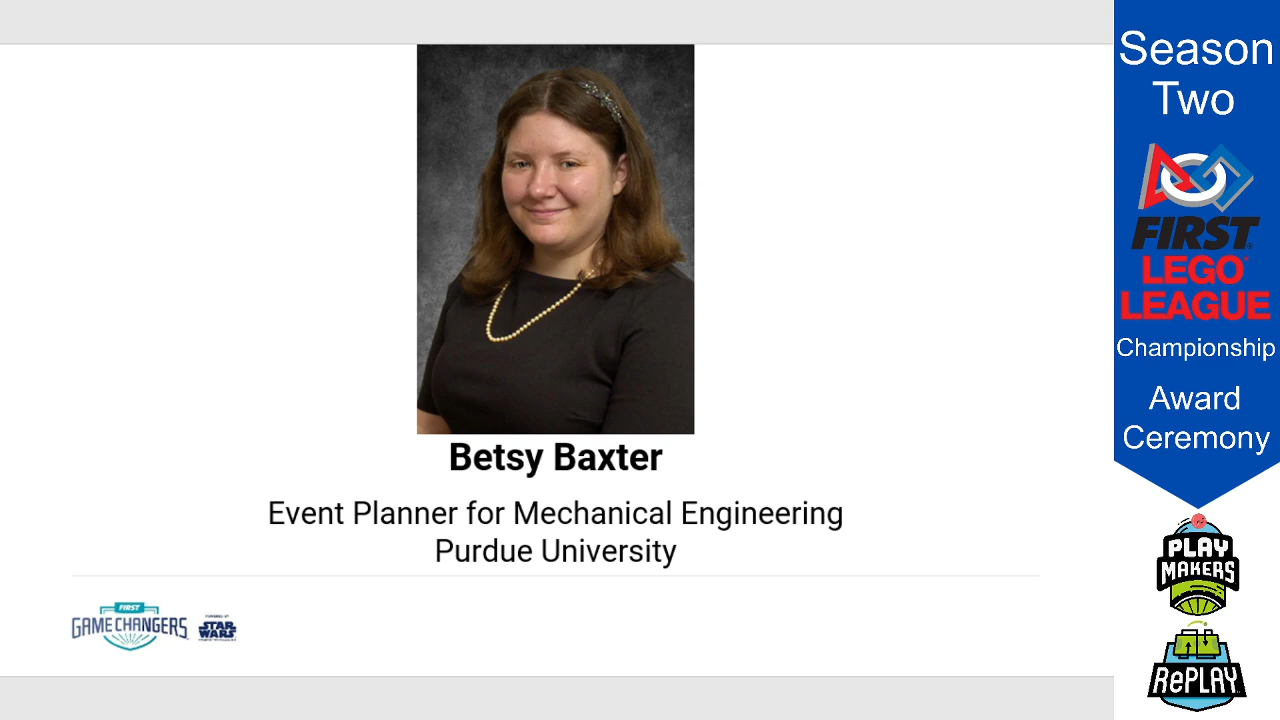 Betsy Baxter
Event Planner for Mechanical Engineering
Purdue University
FIRST
GAME CHANGERS
STAR
WARS
Season
Two
FIRST
LEGO
LEAGUE
Championship
Award
Ceremony
PLAY
MAKERS
RePLAY